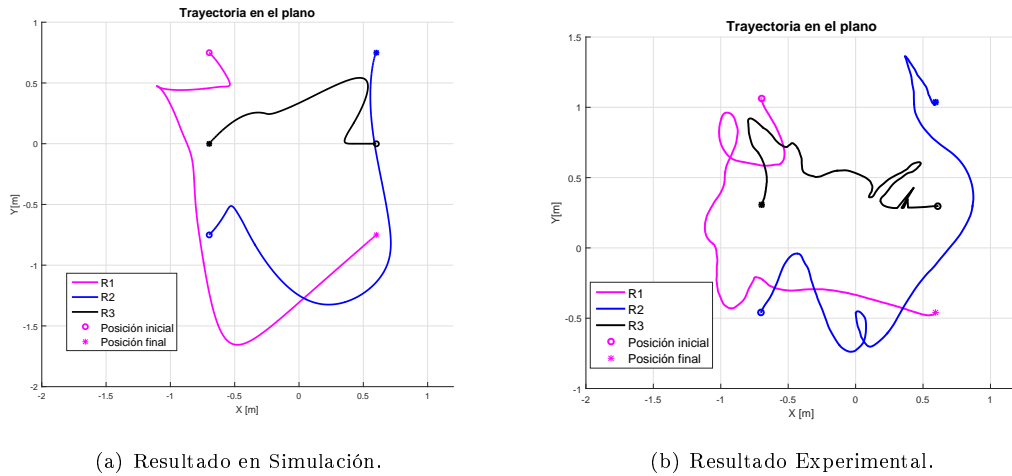 Trayectoria en el plano
1
0.5
0
-0.5
-1
-1.5
-2
Y[m]
-2
-1.5
-1
-0.5
0
0.5
1
X [m]
R1
R2
R3
Posición inicial
Posición final
(a) Resultado en Simulación.
Trayectoria en el plano
1.5
1
0.5
0
-0.5
-1
Y[m]
-2
-1.5
-1
-0.5
0
0.5
1
X [m]
R1
R2
R3
Posición inicial
Posición final
(b) Resultado Experimental.